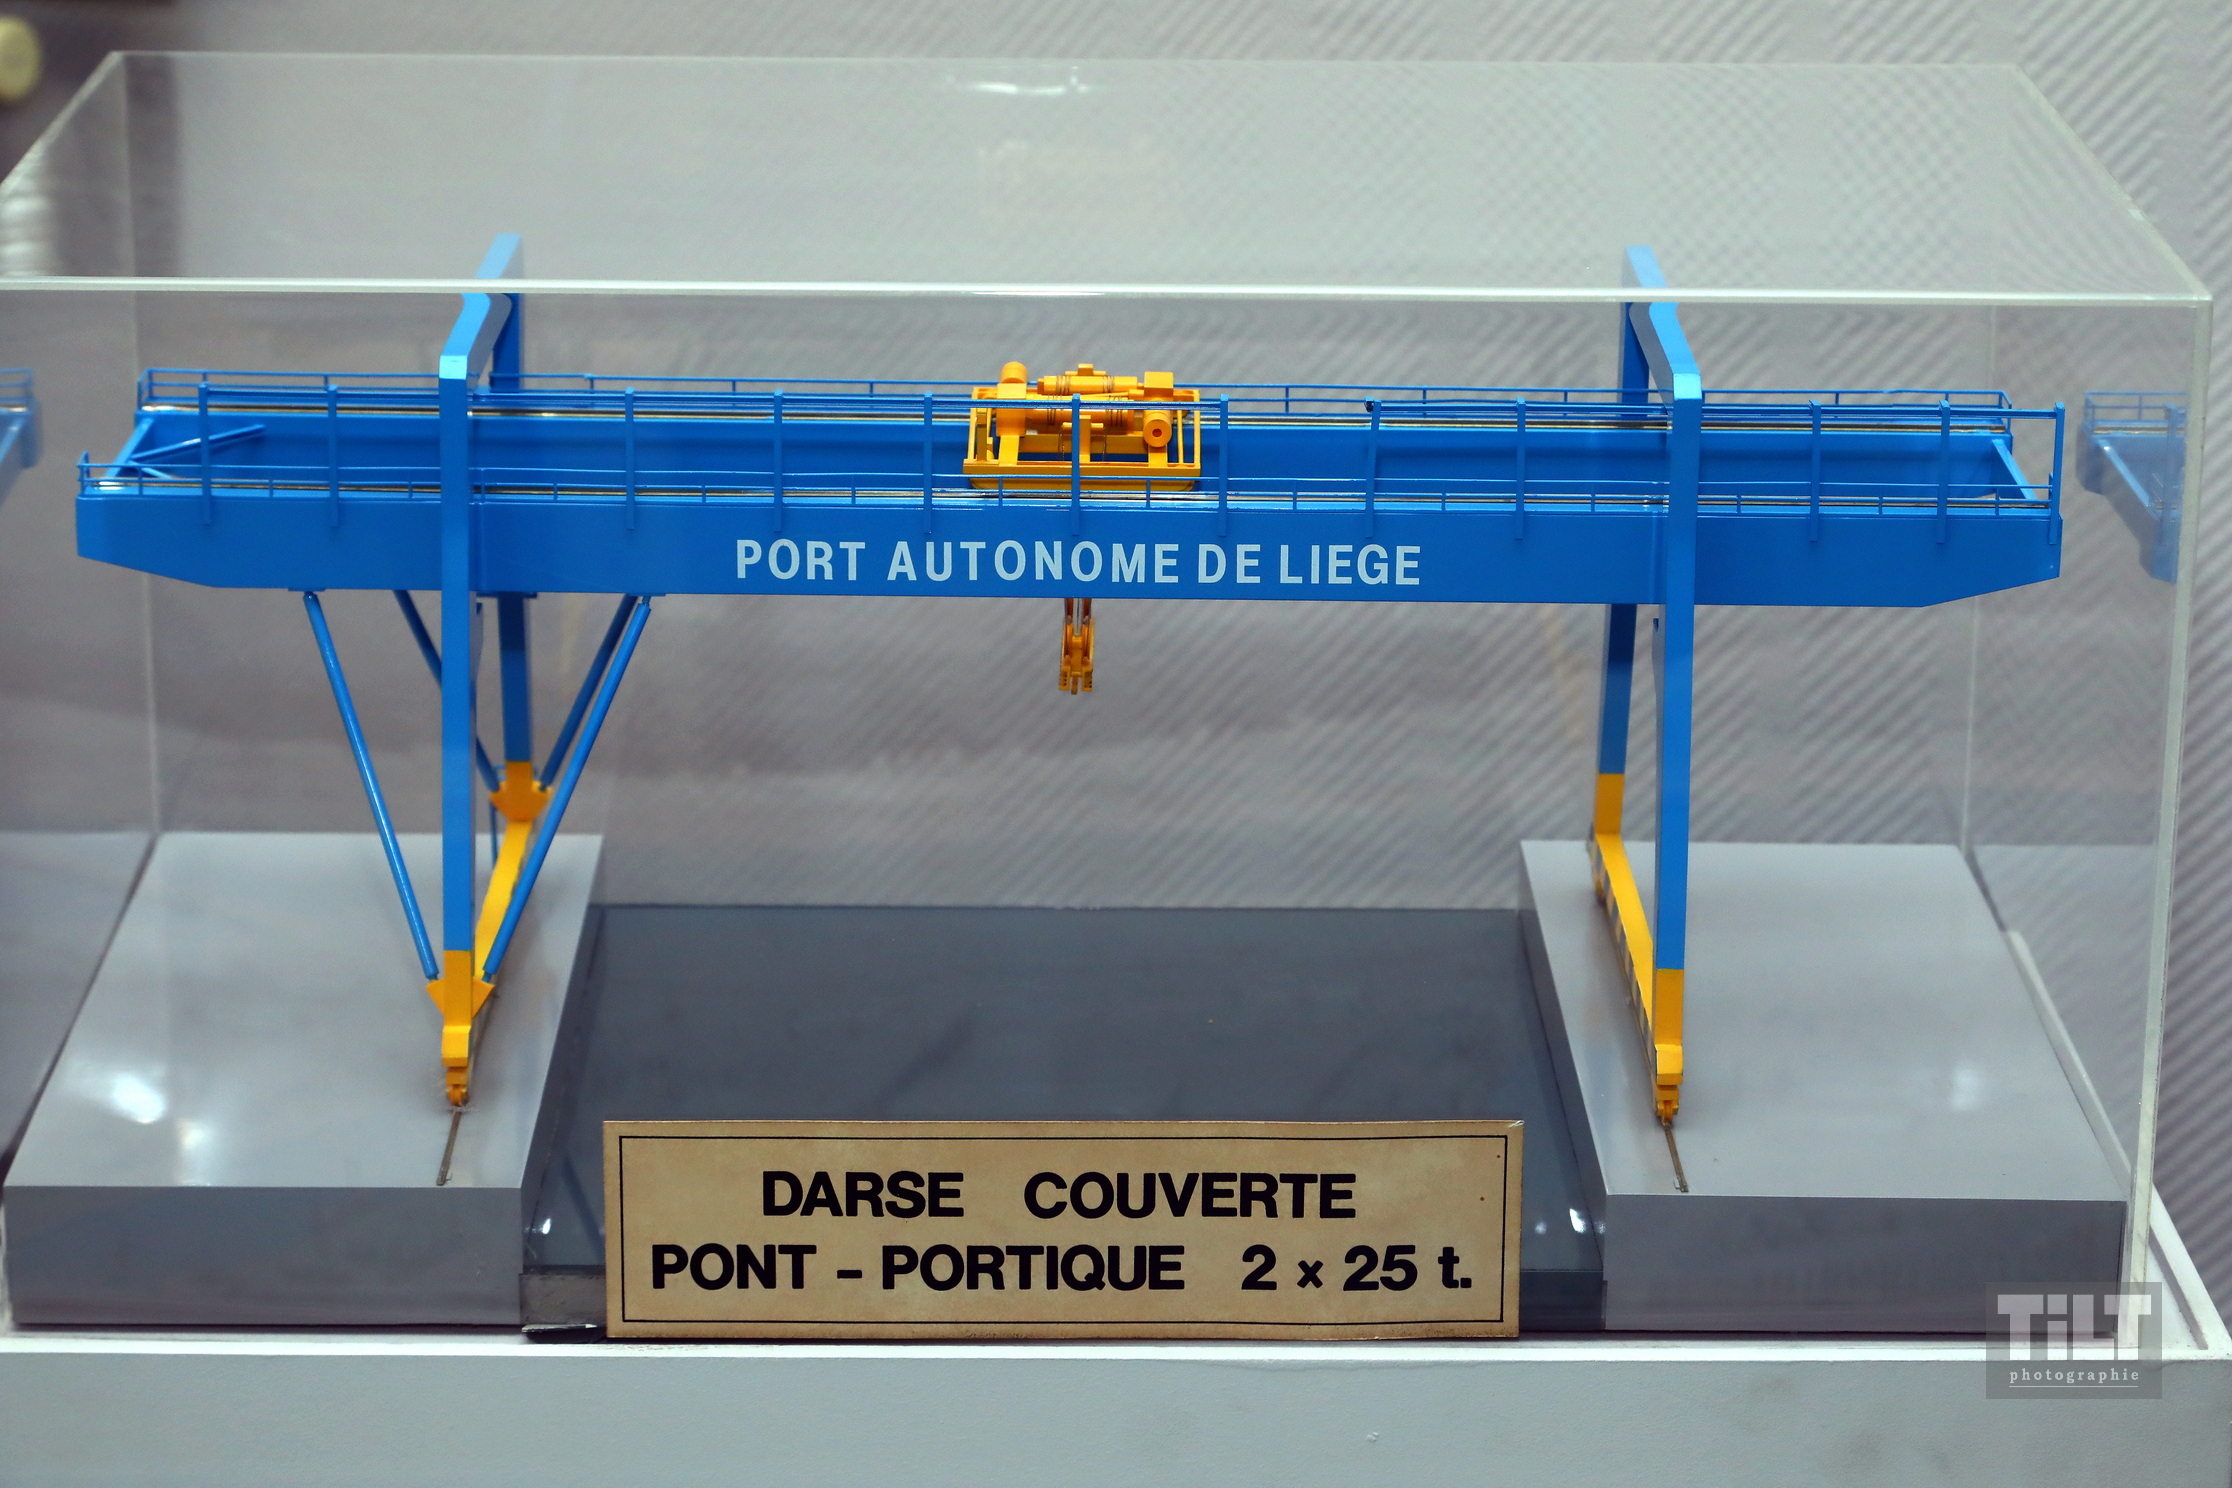 PORT AUTONOME DE LIEGE
DARSE COUVERTE
PONT - PORTIQUE 2 x 25 t.
TiLT
photographie